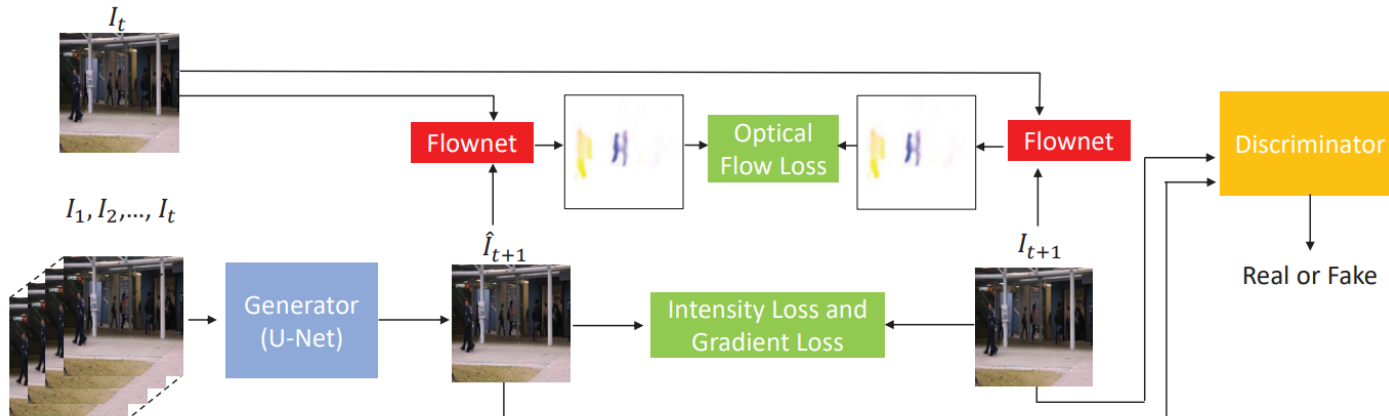 I_t
Flownet
Optical
Flow Loss
Flownet
Discriminator
I_1, I_2,..., I_t
Î_{t+1}
I_{t+1}
Real or Fake
Generator
(U-Net)
Intensity Loss and
Gradient Loss